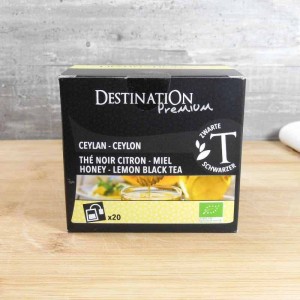 DESTINATION
Premium
CEYLAN - CEYLON
THÉ NOIR CITRON - MIEL
HONEY - LEMON BLACK TEA
ZWARTE
T
SCHWARZER
x20